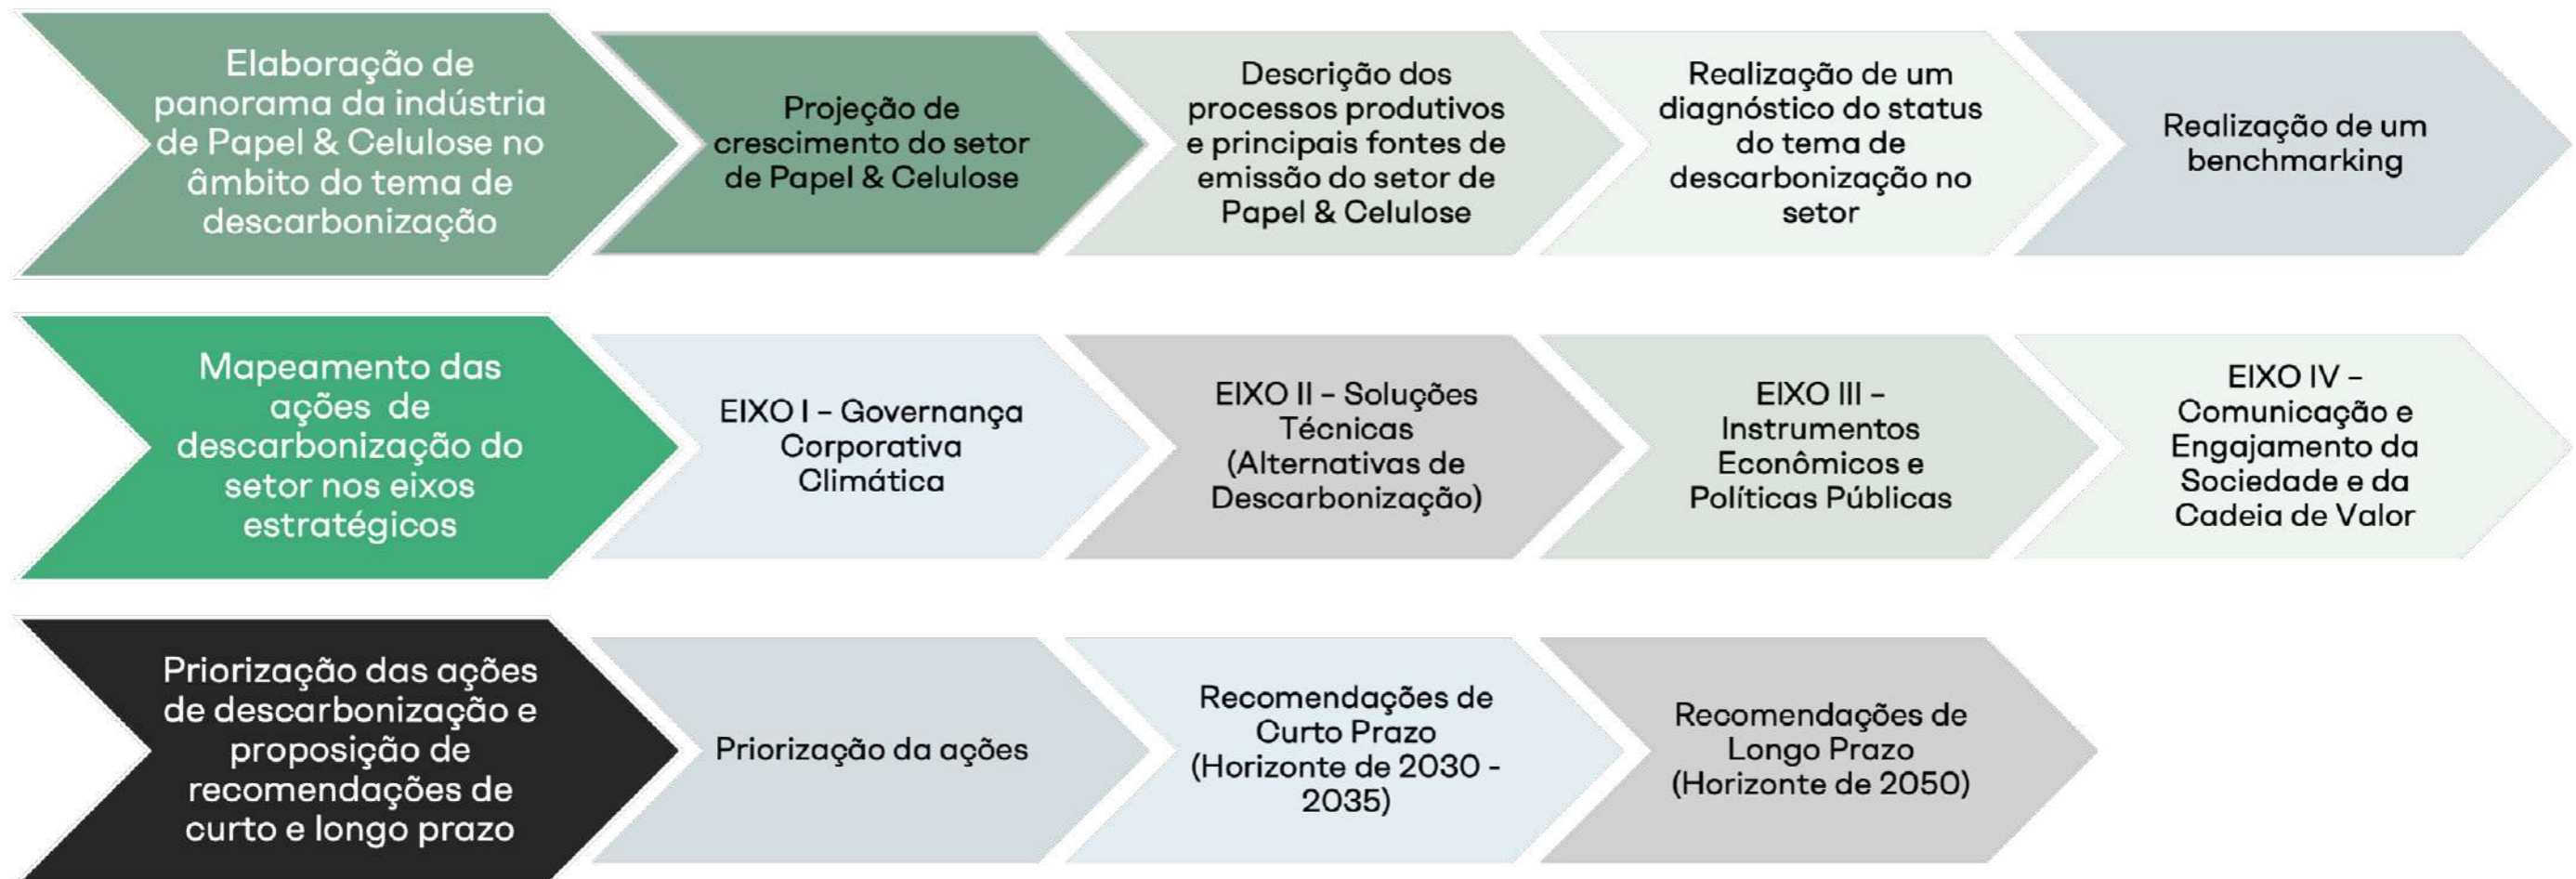 Elaboração de
panorama da indústria
de Papel & Celulose no
âmbito do tema de
descarbonização
Projeção de
crescimento do setor
de Papel & Celulose
Descrição dos
processos produtivos
e principais fontes de
emissão do setor de
Papel & Celulose
Realização de um
diagnóstico do status
do tema de
descarbonização no
setor
Realização de um
benchmarking
Mapeamento das
ações de
descarbonização do
setor nos eixos
estratégicos
EIXO I – Governança
Corporativa
Climática
EIXO II – Soluções
Técnicas
(Alternativas de
Descarbonização)
EIXO III –
Instrumentos
Econômicos e
Políticas Públicas
EIXO IV –
Comunicação e
Engajamento da
Sociedade e da
Cadeia de Valor
Priorização das ações
de descarbonização e
proposição de
recomendações de
curto e longo prazo
Priorização da ações
Recomendações de
Curto Prazo
(Horizonte de 2030 -
2035)
Recomendações de
Longo Prazo
(Horizonte de 2050)